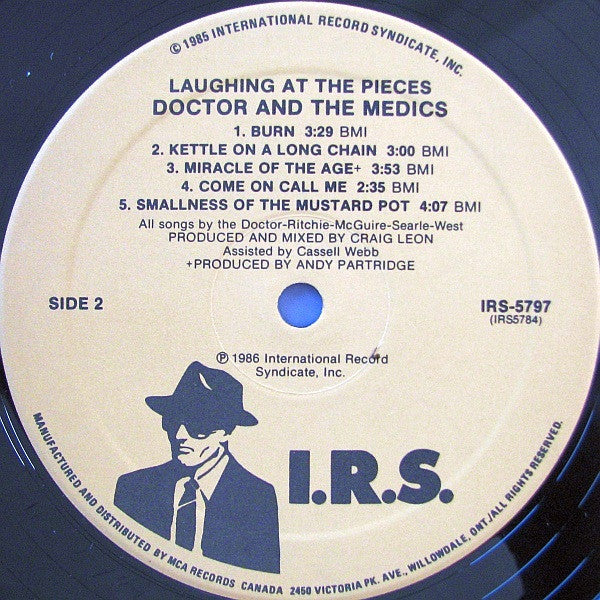 © 1985 INTERNATIONAL RECORD SYNDICATE, INC.
LAUGHING AT THE PIECES
DOCTOR AND THE MEDICS
1. BURN 3:29 BMI
2. KETTLE ON A LONG CHAIN 3:00 BMI
3. MIRACLE OF THE AGE+ 3:53 BMI
4. COME ON CALL ME 2:35 BMI
5. SMALLNESS OF THE MUSTARD POT 4:07 BMI
All songs by the Doctor-Ritchie-McGuire-Searle-West
PRODUCED AND MIXED BY CRAIG LEON
Assisted by Cassell Webb
+PRODUCED BY ANDY PARTRIDGE
SIDE 2
IRS-5797
(IRS5784)
℗ 1986 International Record
Syndicate, Inc.
I.R.S.
MANUFACTURED AND DISTRIBUTED BY MCA RECORDS CANADA 2450 VICTORIA PK. AVE., WILLOWDALE, ONT./ALL RIGHTS RESERVED.